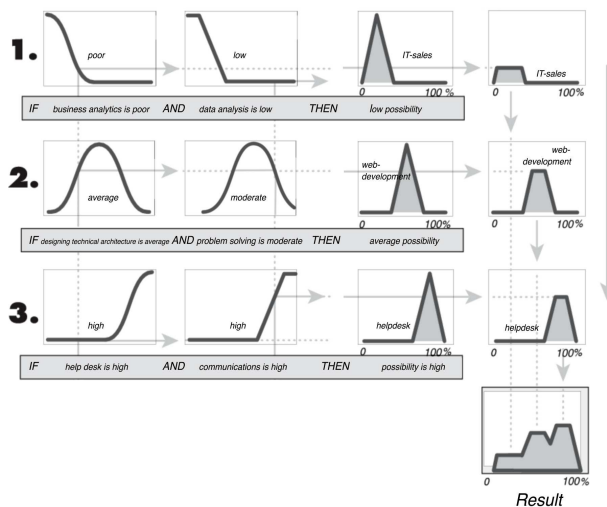 1.
poor
low
IT-sales
0 100 %
IT-sales
0 100%
IF business analytics is poor AND data analysis is low THEN low possibility
2.
average
moderate
web-
development
0 100%
web-
development
0 100%
IF designing technical architecture is average AND problem solving is moderate THEN average possibility
3.
high
high
helpdesk
0 100%
helpdesk
0 100%
IF help desk is high AND communications is high THEN possibility is high
0 100%
Result